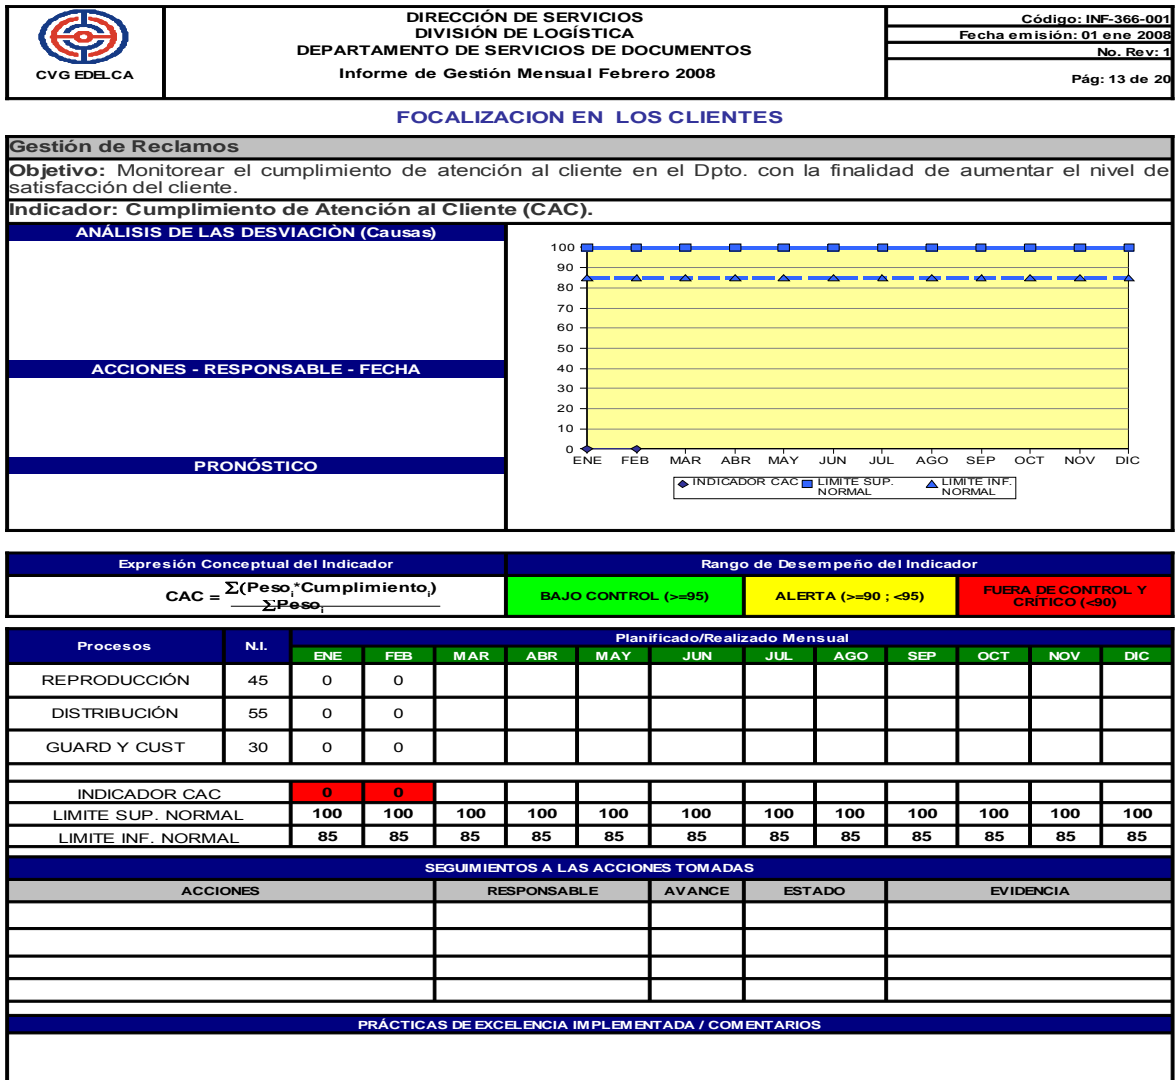 CVG EDELCA
DIRECCIÓN DE SERVICIOS
DIVISIÓN DE LOGÍSTICA
DEPARTAMENTO DE SERVICIOS DE DOCUMENTOS
Informe de Gestión Mensual Febrero 2008
Código: INF-366-001
Fecha emisión: 01 ene 2008
No. Rev: 1
Pág: 13 de 20
FOCALIZACION EN LOS CLIENTES
Gestión de Reclamos
Objetivo: Monitorear el cumplimiento de atención al cliente en el Dpto. con la finalidad de aumentar el nivel de
satisfacción del cliente.
Indicador: Cumplimiento de Atención al Cliente (CAC).
ANÁLISIS DE LAS DESVIACIÒN (Causas)
ACCIONES - RESPONSABLE - FECHA
PRONÓSTICO
100
90
80
70
60
50
40
30
20
10
0
ENE FEB MAR ABR MAY JUN JUL AGO SEP OCT NOV DIC
INDICADOR CAC LIMITE SUP. NORMAL LIMITE INF. NORMAL
Expresión Conceptual del Indicador
Rango de Desempeño del Indicador
CAC = Σ(Pesoi*Cumplimientoi)
ΣPesoi
BAJO CONTROL (>=95)
ALERTA (>=90 ; <95)
FUERA DE CONTROL Y
CRÍTICO (<90)
Procesos N.I. Planificado/Realizado Mensual
ENE FEB MAR ABR MAY JUN JUL AGO SEP OCT NOV DIC
REPRODUCCIÓN 45 0 0
DISTRIBUCIÓN 55 0 0
GUARD Y CUST 30 0 0
INDICADOR CAC 0 0
LIMITE SUP. NORMAL 100 100 100 100 100 100 100 100 100 100 100 100
LIMITE INF. NORMAL 85 85 85 85 85 85 85 85 85 85 85 85
SEGUIMIENTOS A LAS ACCIONES TOMADAS
ACCIONES RESPONSABLE AVANCE ESTADO EVIDENCIA
PRÁCTICAS DE EXCELENCIA IMPLEMENTADA / COMENTARIOS